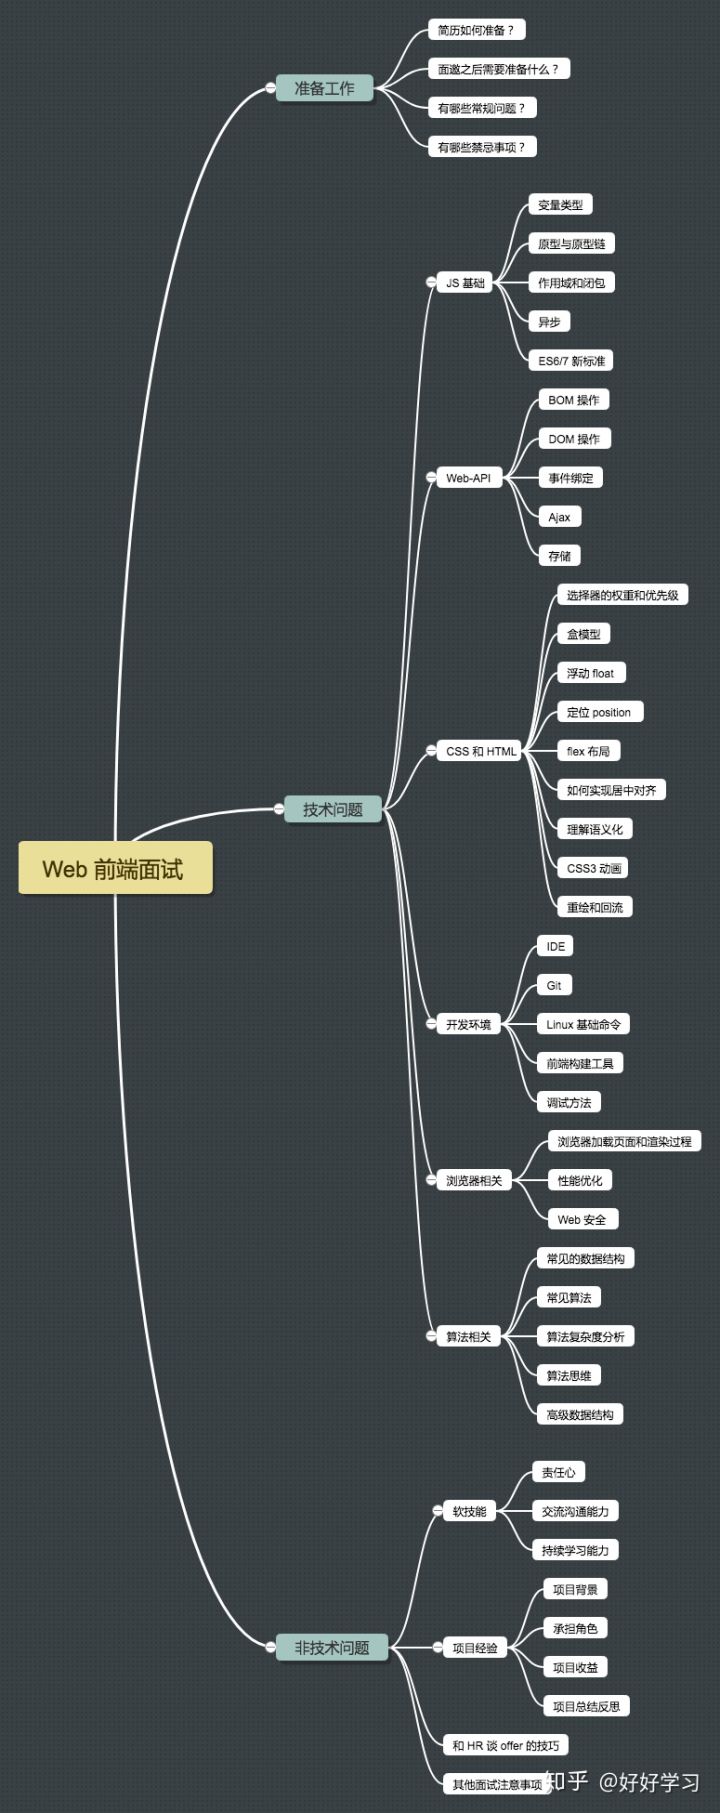 简历如何准备？
面邀之后需要准备什么？
准备工作
有哪些常规问题？
有哪些禁忌事项？
变量类型
原型与原型链
JS 基础
作用域和闭包
异步
ES6/7 新标准
BOM 操作
DOM 操作
Web-API
事件绑定
Ajax
存储
选择器的权重和优先级
盒模型
浮动 float
定位 position
CSS 和 HTML
flex 布局
如何实现居中对齐
技术问题
理解语义化
CSS3 动画
Web 前端面试
重绘和回流
IDE
Git
开发环境
Linux 基础命令
前端构建工具
调试方法
浏览器加载页面和渲染过程
浏览器相关
性能优化
Web 安全
常见的数据结构
常见算法
算法相关
算法复杂度分析
算法思维
高级数据结构
责任心
软技能
交流沟通能力
持续学习能力
项目背景
承担角色
非技术问题
项目经验
项目收益
项目总结反思
和 HR 谈 offer 的技巧
其他面试注意事项
知乎 @好好学习